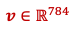 𝒗 ∈ ℝ⁷⁸⁴